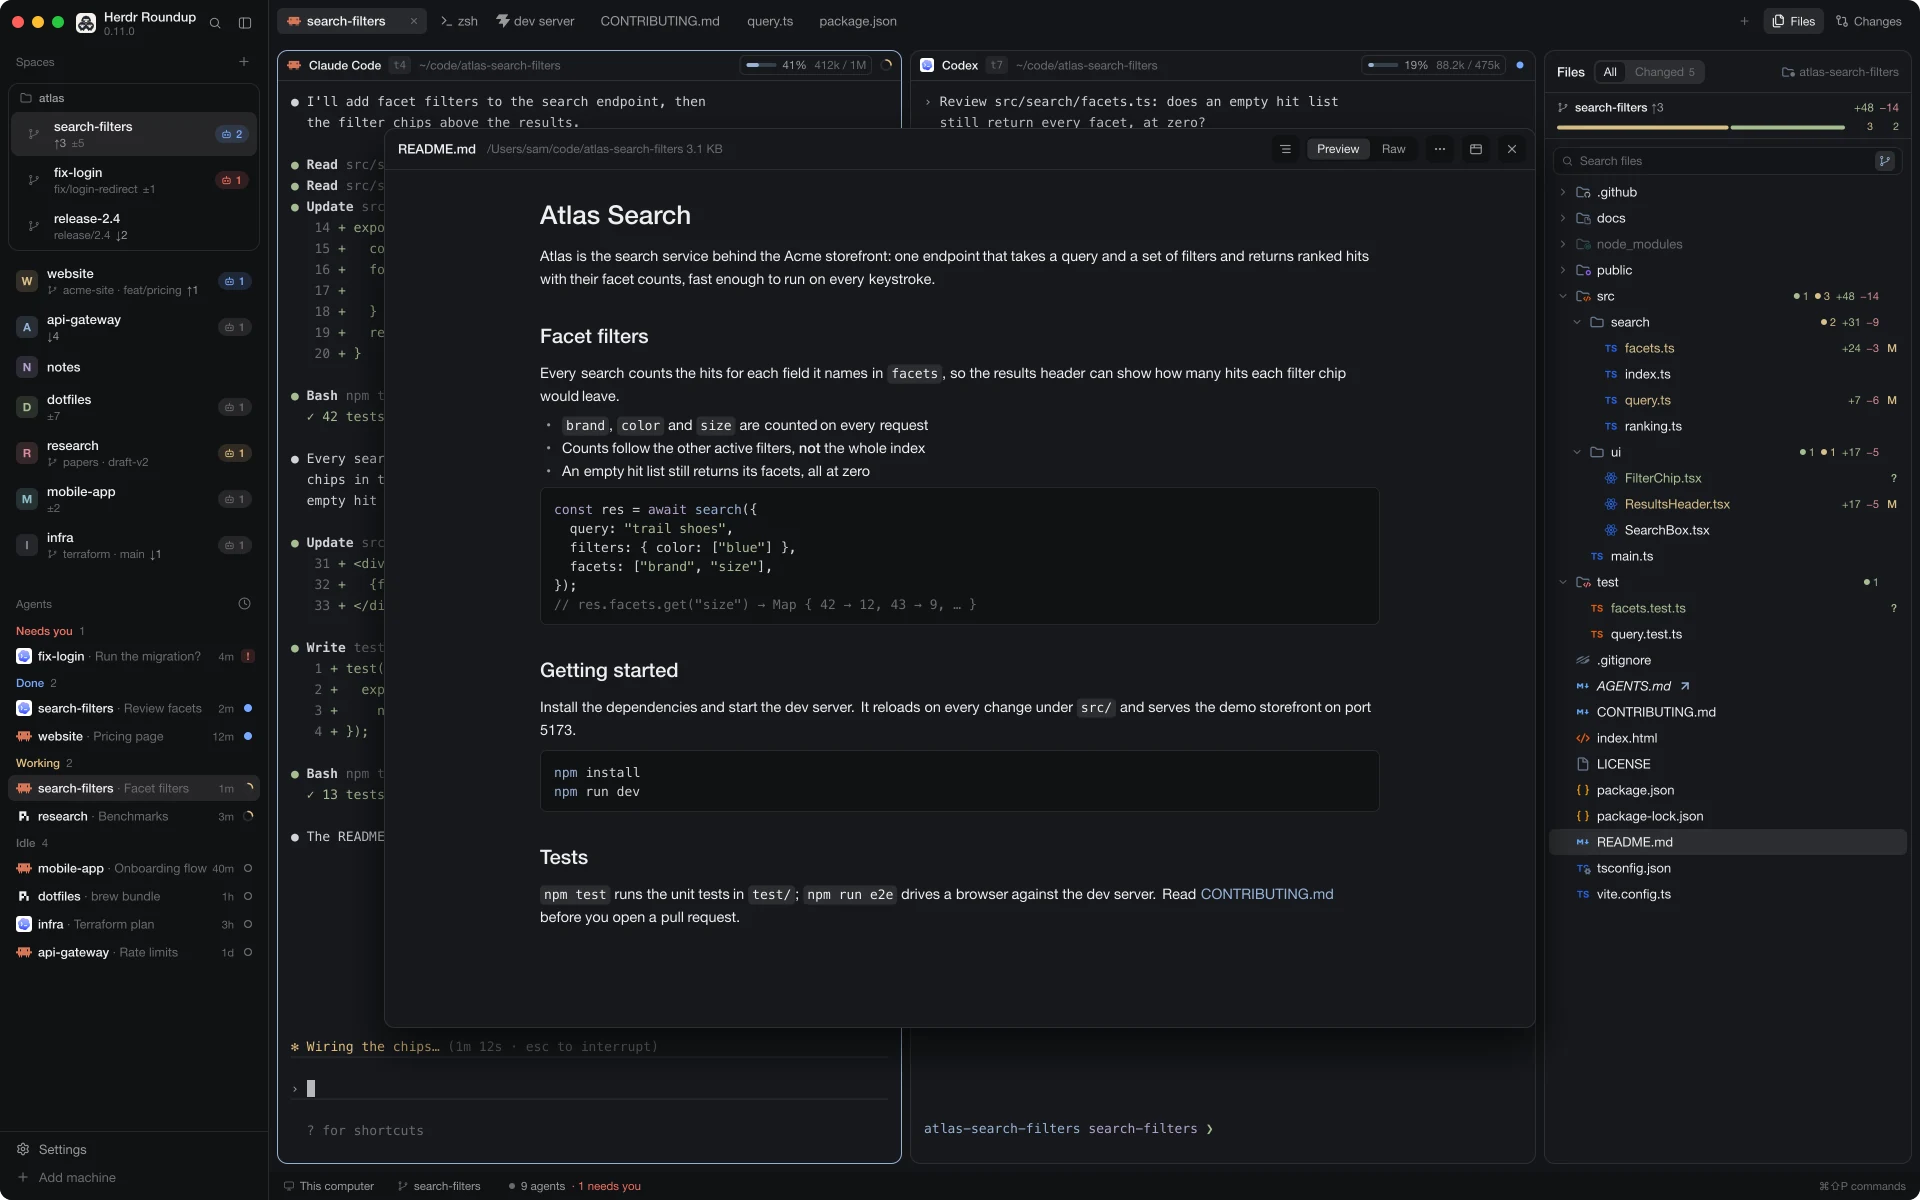 Herdr Roundup
0.11.0
Spaces
atlas
search-filters
↑3 ±5
2
fix-login
fix/login-redirect ±1
1
release-2.4
release/2.4 ↓2
W
website
acme-site · feat/pricing ↑1
1
A
api-gateway
↓4
1
N
notes
D
dotfiles
±7
1
R
research
papers · draft-v2
1
M
mobile-app
±2
1
I
infra
terraform · main ↓1
1
Agents
Needs you 1
fix-login · Run the migration? 4m !
Done 2
search-filters · Review facets 2m
website · Pricing page 12m
Working 2
search-filters · Facet filters 1m
research · Benchmarks 3m
Idle 4
mobile-app · Onboarding flow 40m
dotfiles · brew bundle 1h
infra · Terraform plan 3h
api-gateway · Rate limits 1d
Settings
+ Add machine
search-filters ×
zsh
dev server
CONTRIBUTING.md
query.ts
package.json
+
Files
Changes
Claude Code t4 ~/code/atlas-search-filters 41% 412k / 1M
● I'll add facet filters to the search endpoint, then
the filter chips above the results.
● Read src/s
● Read src/s
● Update src
14 + expo
15 + co
16 + fo
17 +
18 + }
19 + re
20 + }
● Bash npm t
✓ 42 tests
● Every sear
chips in t
empty hit
● Update src
31 + <div
32 + {f
33 + </di
● Write test
1 + test(
2 + exp
3 + n
4 + });
● Bash npm t
✓ 13 tests
● The README
✻ Wiring the chips… (1m 12s · esc to interrupt)
›
? for shortcuts
Codex t7 ~/code/atlas-search-filters 19% 88.2k / 475k
› Review src/search/facets.ts: does an empty hit list
still return every facet, at zero?
atlas-search-filters search-filters ❯
README.md /Users/sam/code/atlas-search-filters 3.1 KB
Preview Raw ··· ×
Atlas Search
Atlas is the search service behind the Acme storefront: one endpoint that takes a query and a set of filters and returns ranked hits
with their facet counts, fast enough to run on every keystroke.
Facet filters
Every search counts the hits for each field it names in facets, so the results header can show how many hits each filter chip
would leave.
• brand, color and size are counted on every request
• Counts follow the other active filters, not the whole index
• An empty hit list still returns its facets, all at zero
const res = await search({
query: "trail shoes",
filters: { color: ["blue"] },
facets: ["brand", "size"],
});
// res.facets.get("size") → Map { 42 → 12, 43 → 9, … }
Getting started
Install the dependencies and start the dev server. It reloads on every change under src/ and serves the demo storefront on port
5173.
npm install
npm run dev
Tests
npm test runs the unit tests in test/; npm run e2e drives a browser against the dev server. Read CONTRIBUTING.md
before you open a pull request.
Files All Changed 5 atlas-search-filters
search-filters ↑3 +48 −14
3 2
Search files
.github
docs
node_modules
public
src 1 3 +48 −14
search 2 +31 −9
TS facets.ts +24 −3 M
TS index.ts
TS query.ts +7 −6 M
TS ranking.ts
ui 1 1 +17 −5
FilterChip.tsx ?
ResultsHeader.tsx +17 −5 M
SearchBox.tsx
TS main.ts
test 1
TS facets.test.ts ?
TS query.test.ts
.gitignore
M↓ AGENTS.md ↗
M↓ CONTRIBUTING.md
</> index.html
LICENSE
{} package.json
{} package-lock.json
M↓ README.md
TS tsconfig.json
TS vite.config.ts
This computer
search-filters
9 agents · 1 needs you
⌘⇧P commands